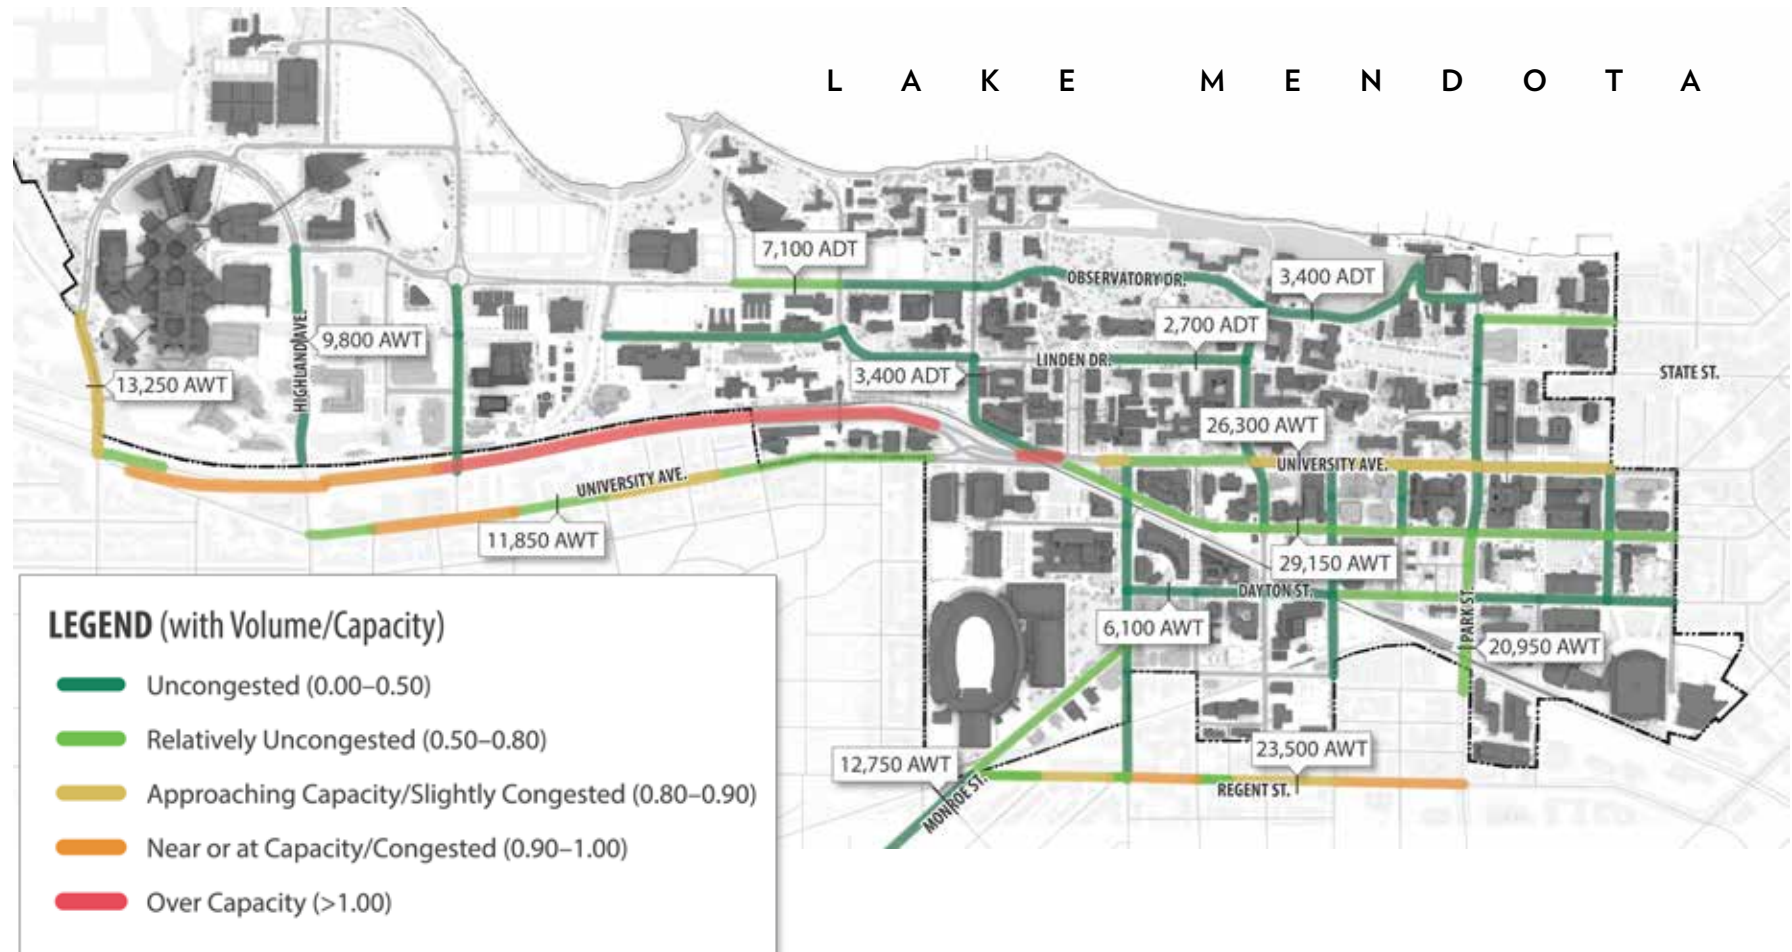 LAKE MENDOTA
7,100 ADT
OBSERVATORY DR.
3,400 ADT
2,700 ADT
HIGHLAND AVE.
9,800 AWT
LINDEN DR.
13,250 AWT
3,400 ADT
STATE ST.
26,300 AWT
UNIVERSITY AVE.
UNIVERSITY AVE.
11,850 AWT
29,150 AWT
DAYTON ST.
6,100 AWT
PARK ST.
20,950 AWT
23,500 AWT
12,750 AWT
MONROE ST.
REGENT ST.
LEGEND (with Volume/Capacity)
Uncongested (0.00–0.50)
Relatively Uncongested (0.50–0.80)
Approaching Capacity/Slightly Congested (0.80–0.90)
Near or at Capacity/Congested (0.90–1.00)
Over Capacity (>1.00)